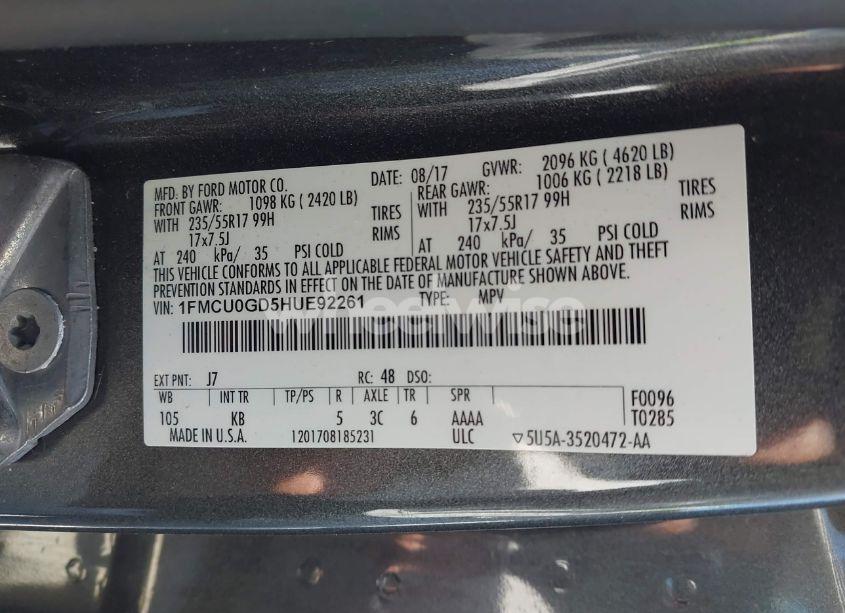 MFD. BY FORD MOTOR CO.
DATE: 08/17 GVWR: 2096 KG ( 4620 LB)
FRONT GAWR: 1098 KG ( 2420 LB) REAR GAWR: 1006 KG ( 2218 LB)
WITH 235/55R17 99H TIRES WITH 235/55R17 99H TIRES
17x7.5J RIMS 17x7.5J RIMS
AT 240 kPa/ 35 PSI COLD AT 240 kPa/ 35 PSI COLD
THIS VEHICLE CONFORMS TO ALL APPLICABLE FEDERAL MOTOR VEHICLE SAFETY AND THEFT
PREVENTION STANDARDS IN EFFECT ON THE DATE OF MANUFACTURE SHOWN ABOVE.
VIN: 1FMCU0GD5HUE92261 TYPE: MPV
wheelwise
EXT PNT: J7 RC: 48 DSO:
WB INT TR TP/PS R AXLE TR SPR F0096
105 KB 5 3C 6 AAAA T0285
MADE IN U.S.A. 1201708185231 ULC ▽5U5A-3520472-AA